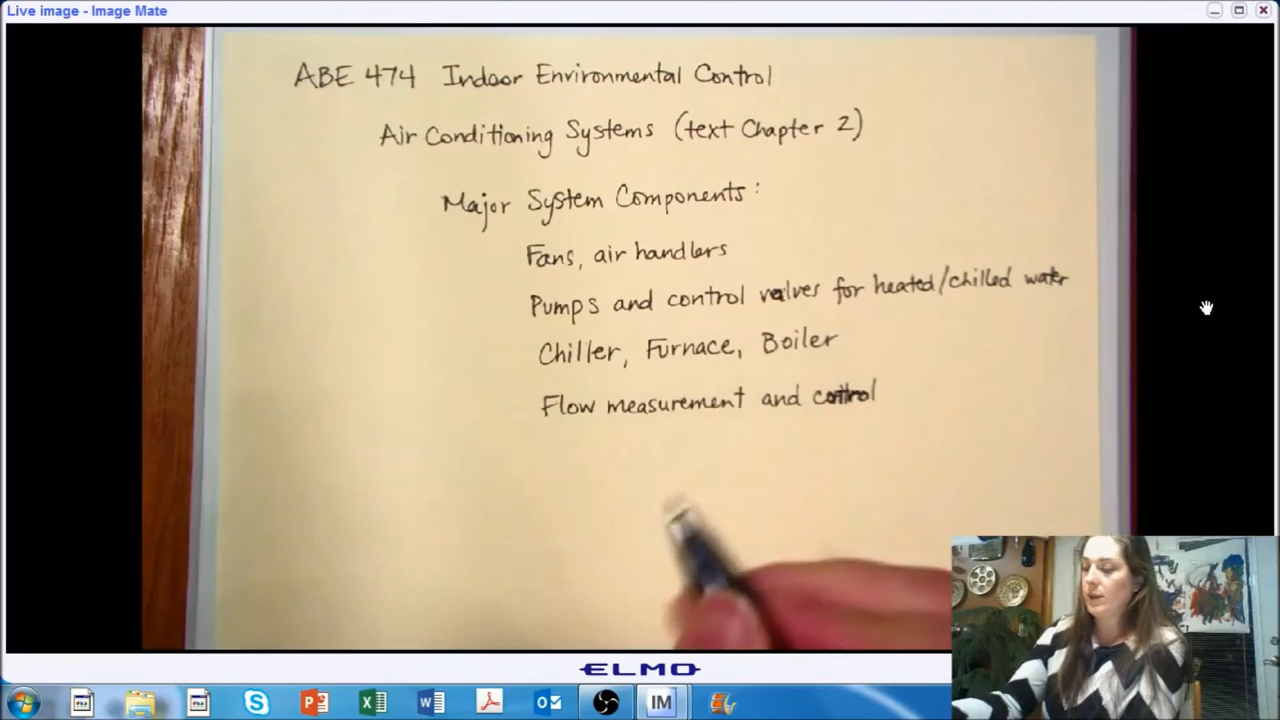 Live image - Image Mate
ABE 474 Indoor Environmental Control
Air Conditioning Systems (text Chapter 2)
Major System Components:
Fans, air handlers
Pumps and control valves for heated/chilled water
Chiller, Furnace, Boiler
Flow measurement and control
ELMO
IM